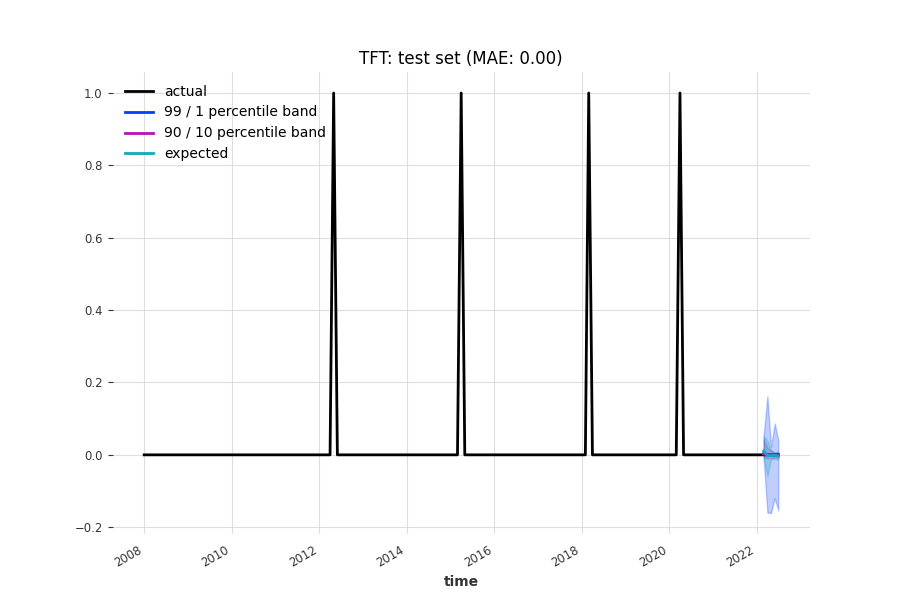 TFT: test set (MAE: 0.00)
actual
99 / 1 percentile band
90 / 10 percentile band
expected
1.0
0.8
0.6
0.4
0.2
0.0
−0.2
2008
2010
2012
2014
2016
2018
2020
2022
time